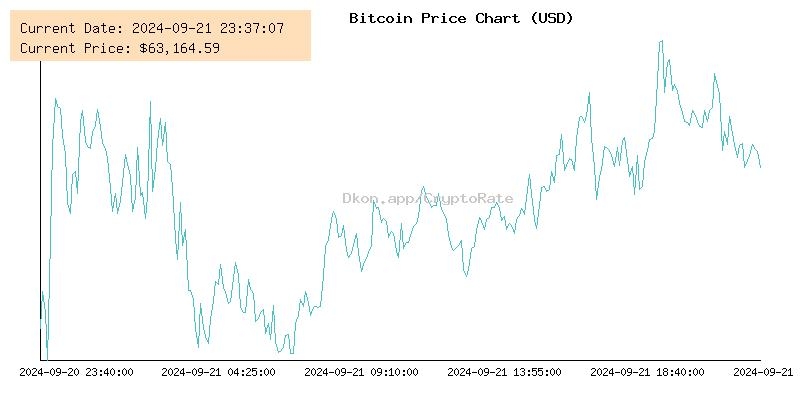 Bitcoin Price Chart (USD)
Current Date: 2024-09-21 23:37:07
Current Price: $63,164.59
Dkon.app/CryptoRate
2024-09-20 23:40:00 2024-09-21 04:25:00 2024-09-21 09:10:00 2024-09-21 13:55:00 2024-09-21 18:40:00 2024-09-21